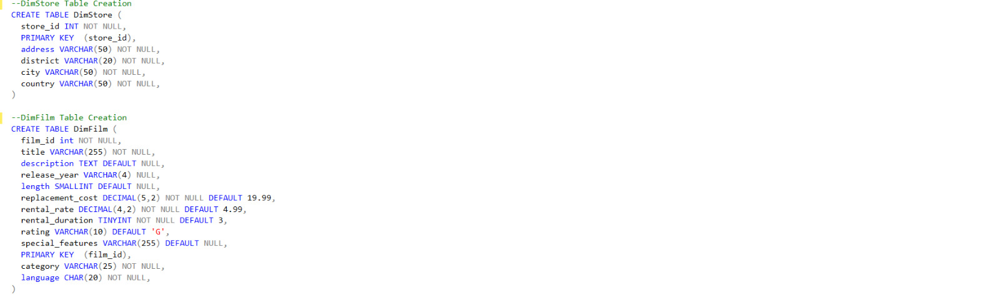 --DimStore Table Creation
CREATE TABLE DimStore (
store_id INT NOT NULL,
PRIMARY KEY  (store_id),
address VARCHAR(50) NOT NULL,
district VARCHAR(20) NOT NULL,
city VARCHAR(50) NOT NULL,
country VARCHAR(50) NOT NULL,
)
--DimFilm Table Creation
CREATE TABLE DimFilm (
film_id int NOT NULL,
title VARCHAR(255) NOT NULL,
description TEXT DEFAULT NULL,
release_year VARCHAR(4) NULL,
length SMALLINT DEFAULT NULL,
replacement_cost DECIMAL(5,2) NOT NULL DEFAULT 19.99,
rental_rate DECIMAL(4,2) NOT NULL DEFAULT 4.99,
rental_duration TINYINT NOT NULL DEFAULT 3,
rating VARCHAR(10) DEFAULT 'G',
special_features VARCHAR(255) DEFAULT NULL,
PRIMARY KEY  (film_id),
category VARCHAR(25) NOT NULL,
language CHAR(20) NOT NULL,
)